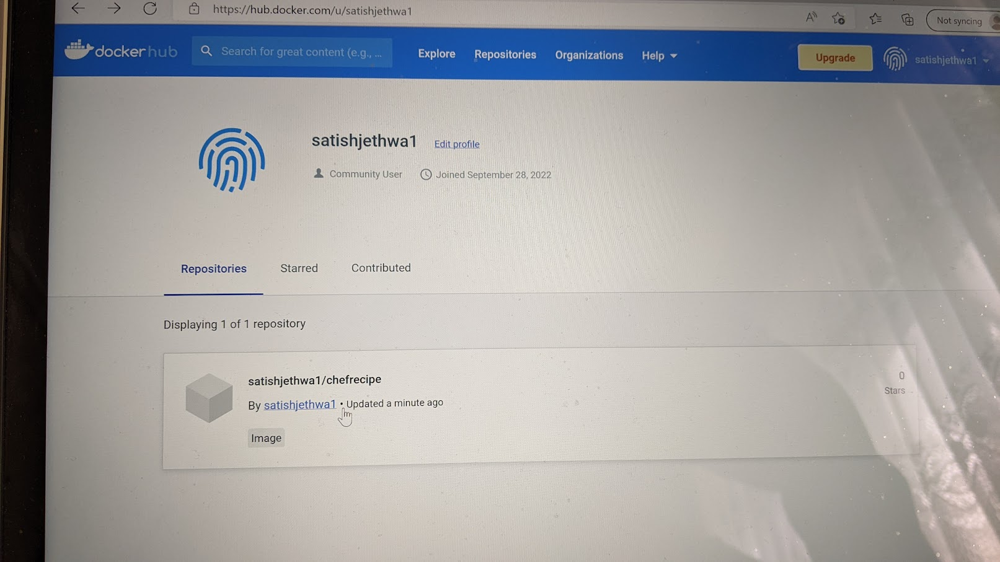 https://hub.docker.com/u/satishjethwa1
Not syncing
docker hub
Search for great content (e.g., ...
Explore
Repositories
Organizations
Help
Upgrade
satishjethwa1
satishjethwa1
Edit profile
Community User
Joined September 28, 2022
Repositories
Starred
Contributed
Displaying 1 of 1 repository
satishjethwa1/chefrecipe
0
Stars
By satishjethwa1 • Updated a minute ago
Image